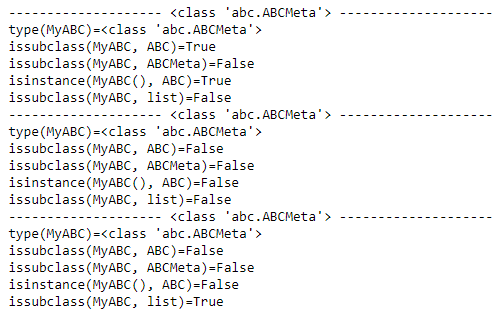 -------------------- <class 'abc.ABCMeta'> --------------------
type(MyABC)=<class 'abc.ABCMeta'>
issubclass(MyABC, ABC)=True
issubclass(MyABC, ABCMeta)=False
isinstance(MyABC(), ABC)=True
issubclass(MyABC, list)=False
-------------------- <class 'abc.ABCMeta'> --------------------
type(MyABC)=<class 'abc.ABCMeta'>
issubclass(MyABC, ABC)=False
issubclass(MyABC, ABCMeta)=False
isinstance(MyABC(), ABC)=False
issubclass(MyABC, list)=False
-------------------- <class 'abc.ABCMeta'> --------------------
type(MyABC)=<class 'abc.ABCMeta'>
issubclass(MyABC, ABC)=False
issubclass(MyABC, ABCMeta)=False
isinstance(MyABC(), ABC)=False
issubclass(MyABC, list)=True